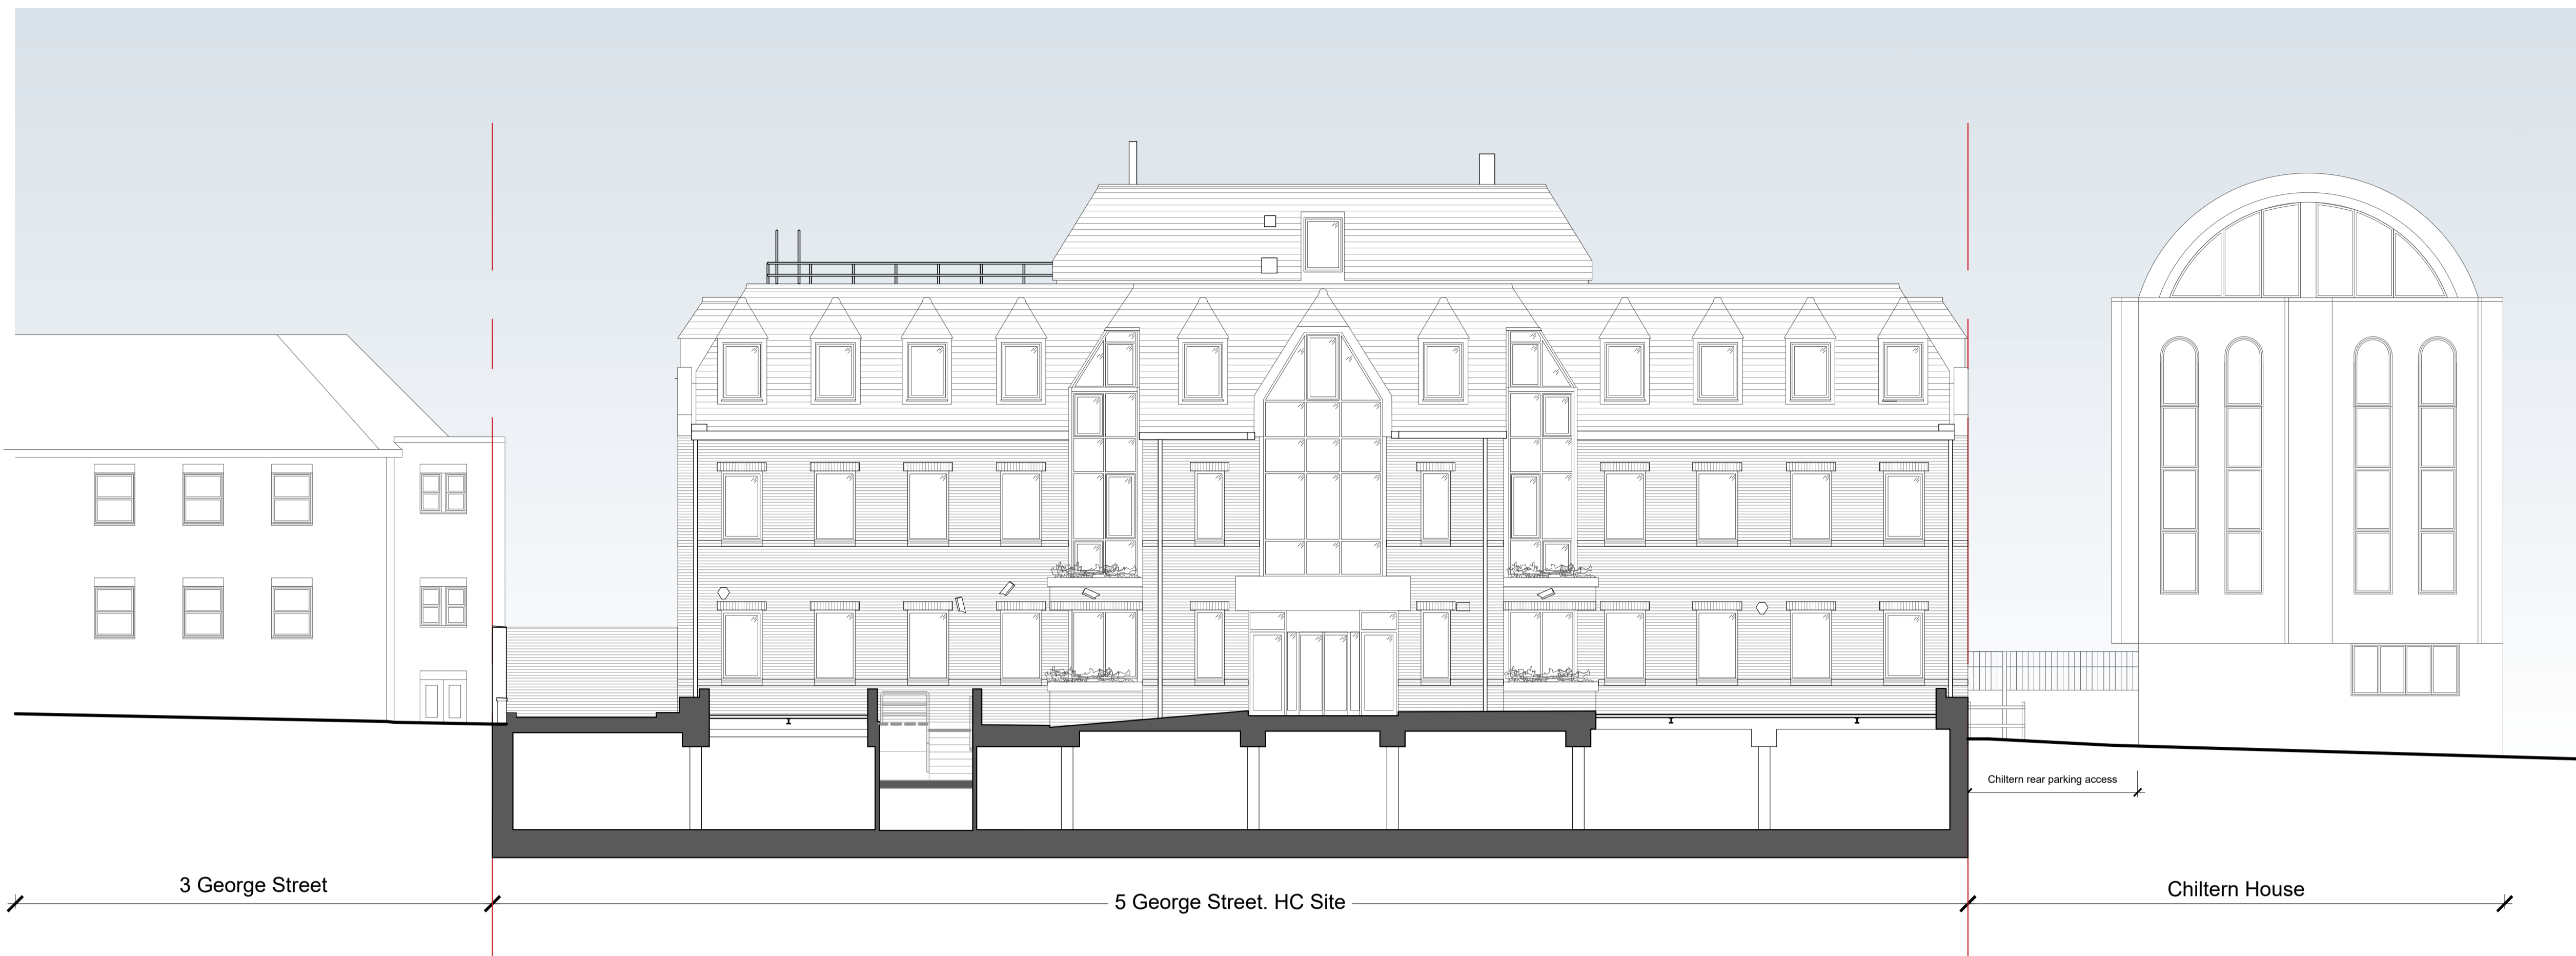 Chiltern rear parking access
3 George Street
5 George Street. HC Site
Chiltern House